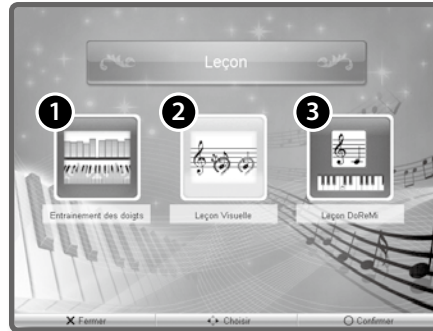 Leçon
1
2
3
Entrainement des doigts
Leçon Visuelle
Leçon DoReMi
X Fermer
Choisir
O Confirmer